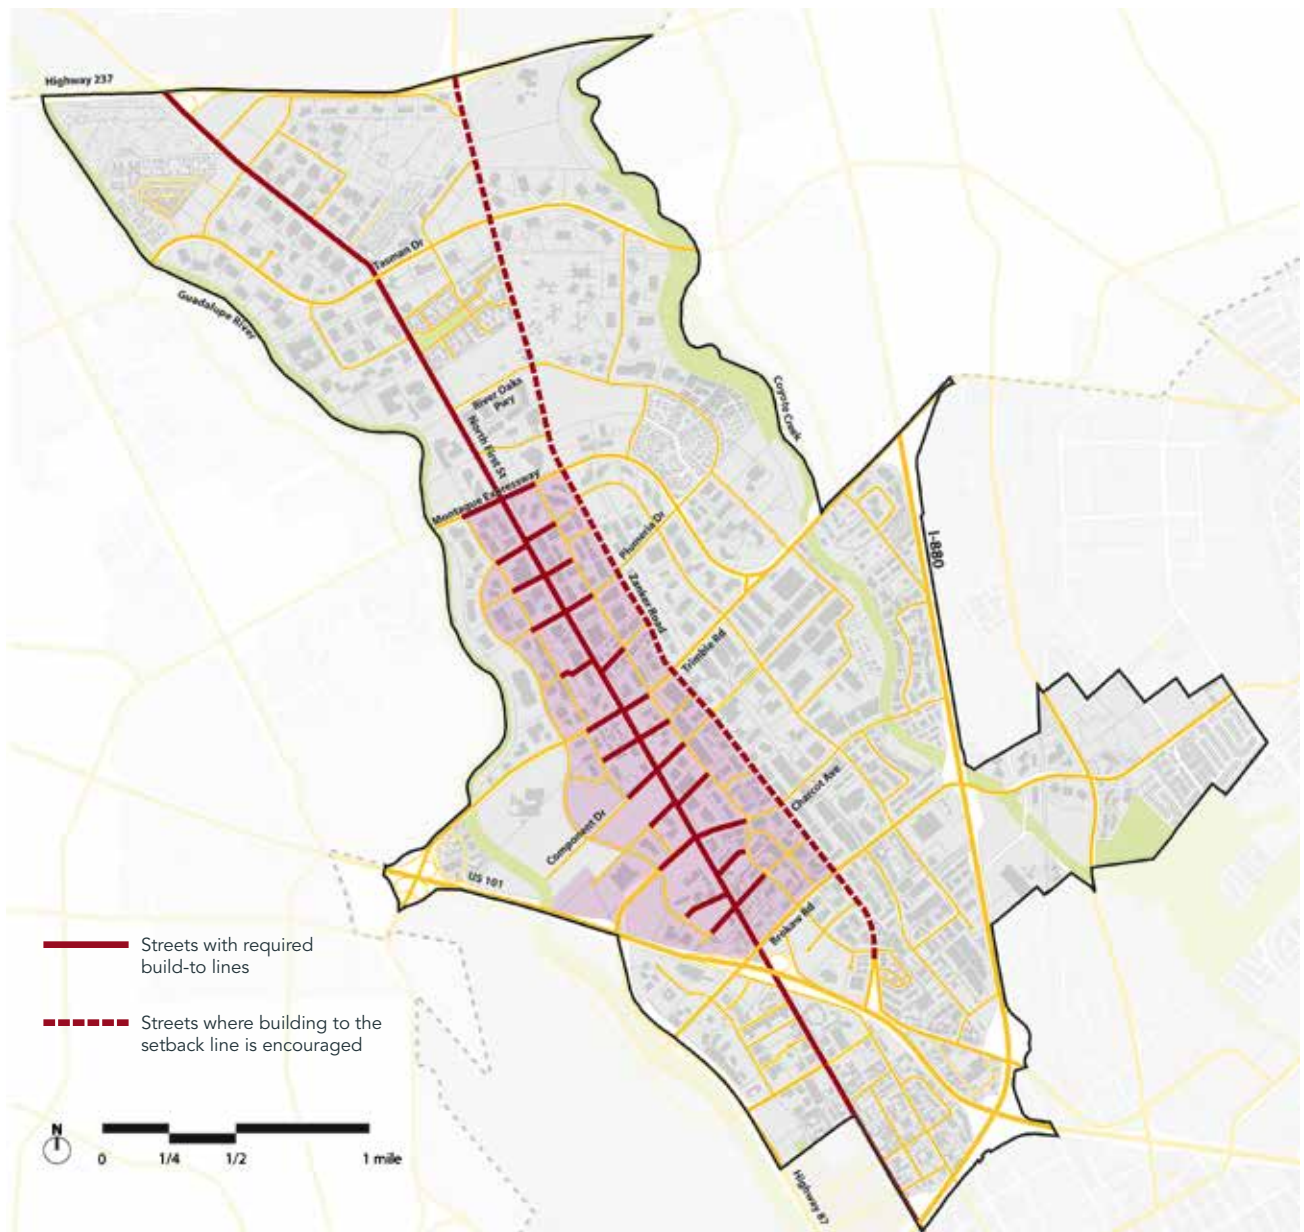 Highway 237
Tasman Dr
Guadalupe River
River Oaks
Pwy
North First St
Coyote Creek
Montague Expressway
I-880
Plumeria Dr
Zanker Road
Trimble Rd
Charcot Ave
Component Dr
US 101
Brokaw Rd
Streets with required
build-to lines
Streets where building to the
setback line is encouraged
N
0 1/4 1/2 1 mile
Highway 87